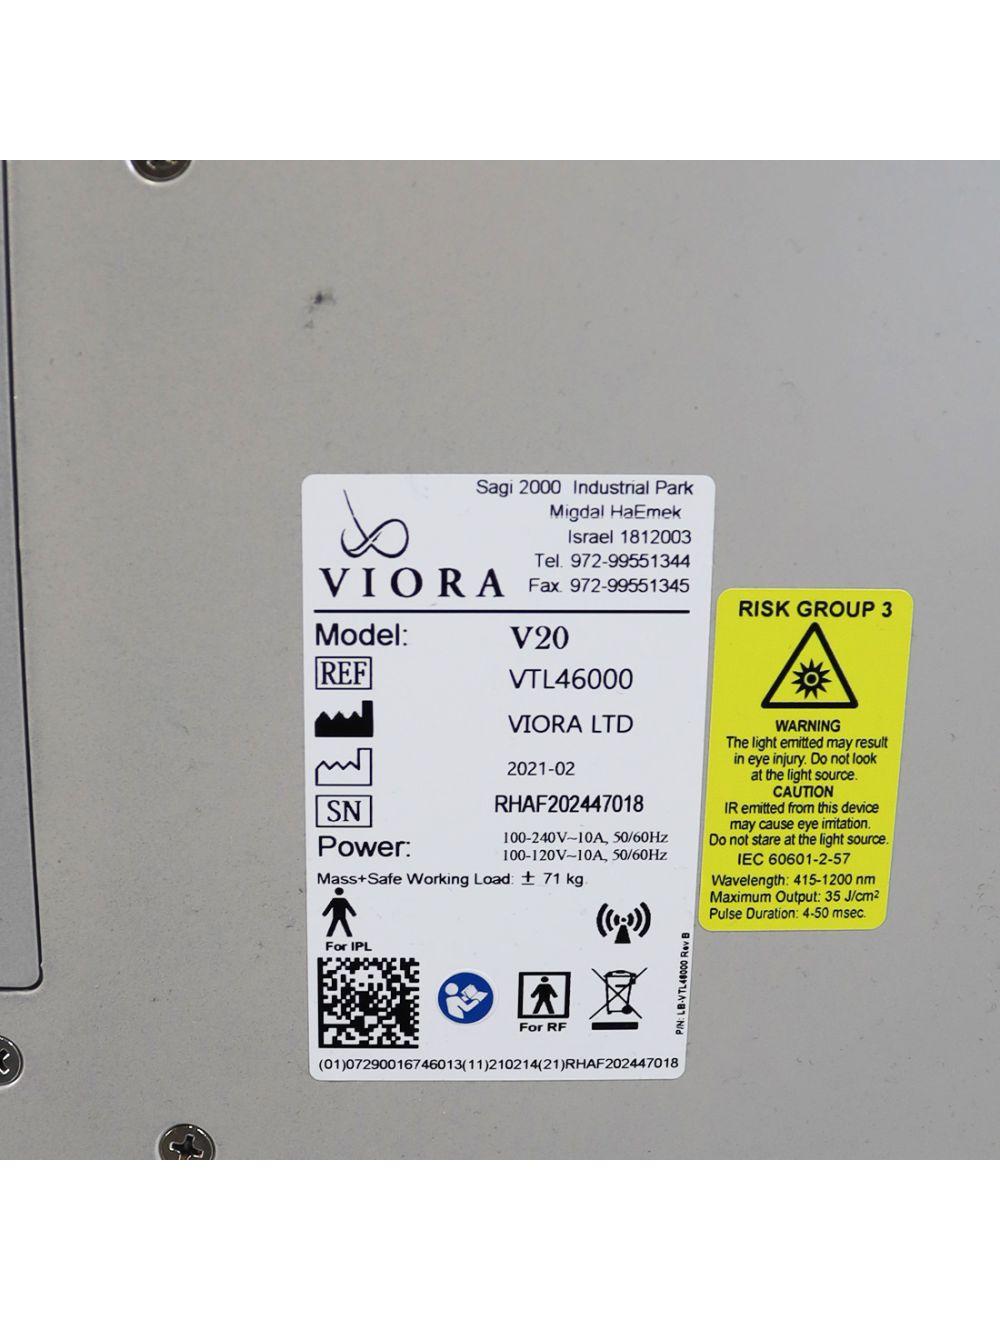 Sagi 2000 Industrial Park
Migdal HaEmek
Israel 1812003
Tel. 972-99551344
Fax. 972-99551345
VIORA
Model: V20
REF VTL46000
VIORA LTD
2021-02
SN RHAF202447018
Power: 100-240V~10A, 50/60Hz
100-120V~10A, 50/60Hz
Mass+Safe Working Load: ± 71 kg.
For IPL
For RF
P/N: LB-VTL46000 Rev B
(01)07290016746013(11)210214(21)RHAF202447018
RISK GROUP 3
WARNING
The light emitted may result
in eye injury. Do not look
at the light source.
CAUTION
IR emitted from this device
may cause eye irritation.
Do not stare at the light source.
IEC 60601-2-57
Wavelength: 415-1200 nm
Maximum Output: 35 J/cm²
Pulse Duration: 4-50 msec.